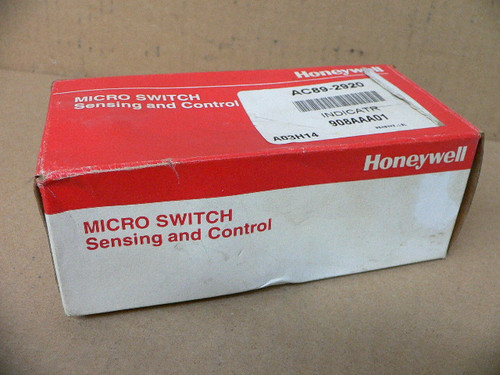 Honeywell
MICRO SWITCH
Sensing and Control
AC89-2920
INDICATR
908AAA01
A03H14
Honeywell
MICRO SWITCH
Sensing and Control